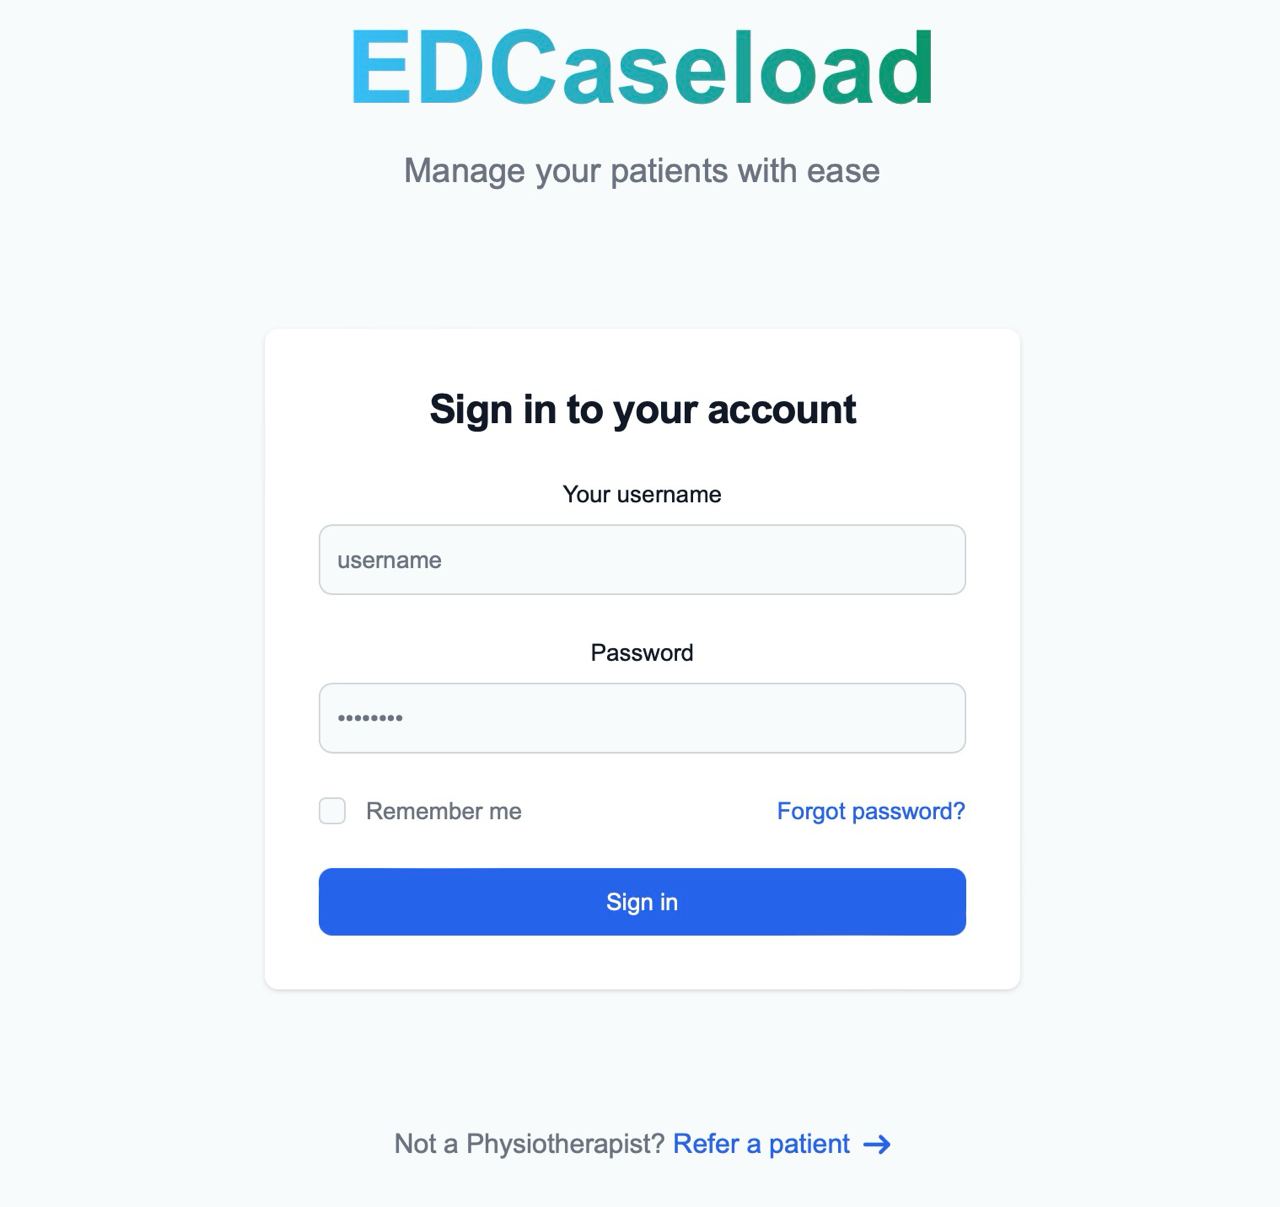 EDCaseload
Manage your patients with ease
Sign in to your account
Your username
username
Password
••••••••
Remember me
Forgot password?
Sign in
Not a Physiotherapist? Refer a patient →